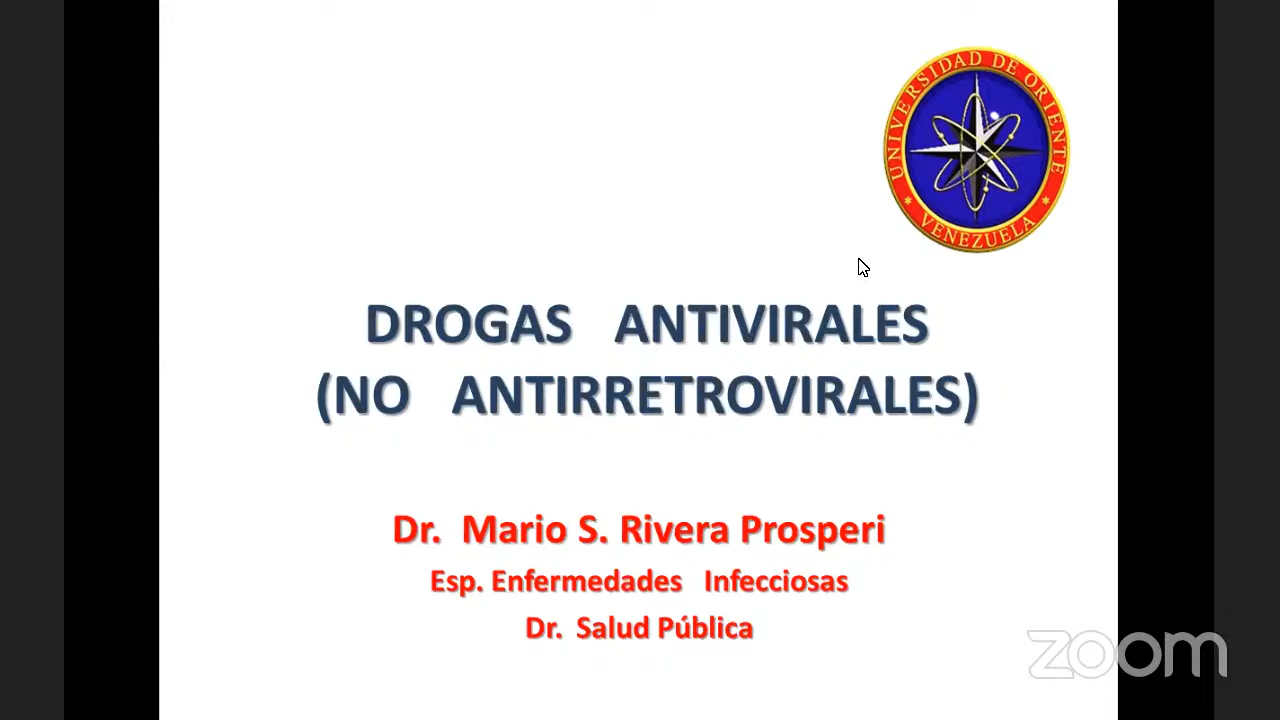 UNIVERSIDAD DE ORIENTE
VENEZUELA
DROGAS ANTIVIRALES
(NO ANTIRRETROVIRALES)
Dr. Mario S. Rivera Prosperi
Esp. Enfermedades Infecciosas
Dr. Salud Pública
zoom